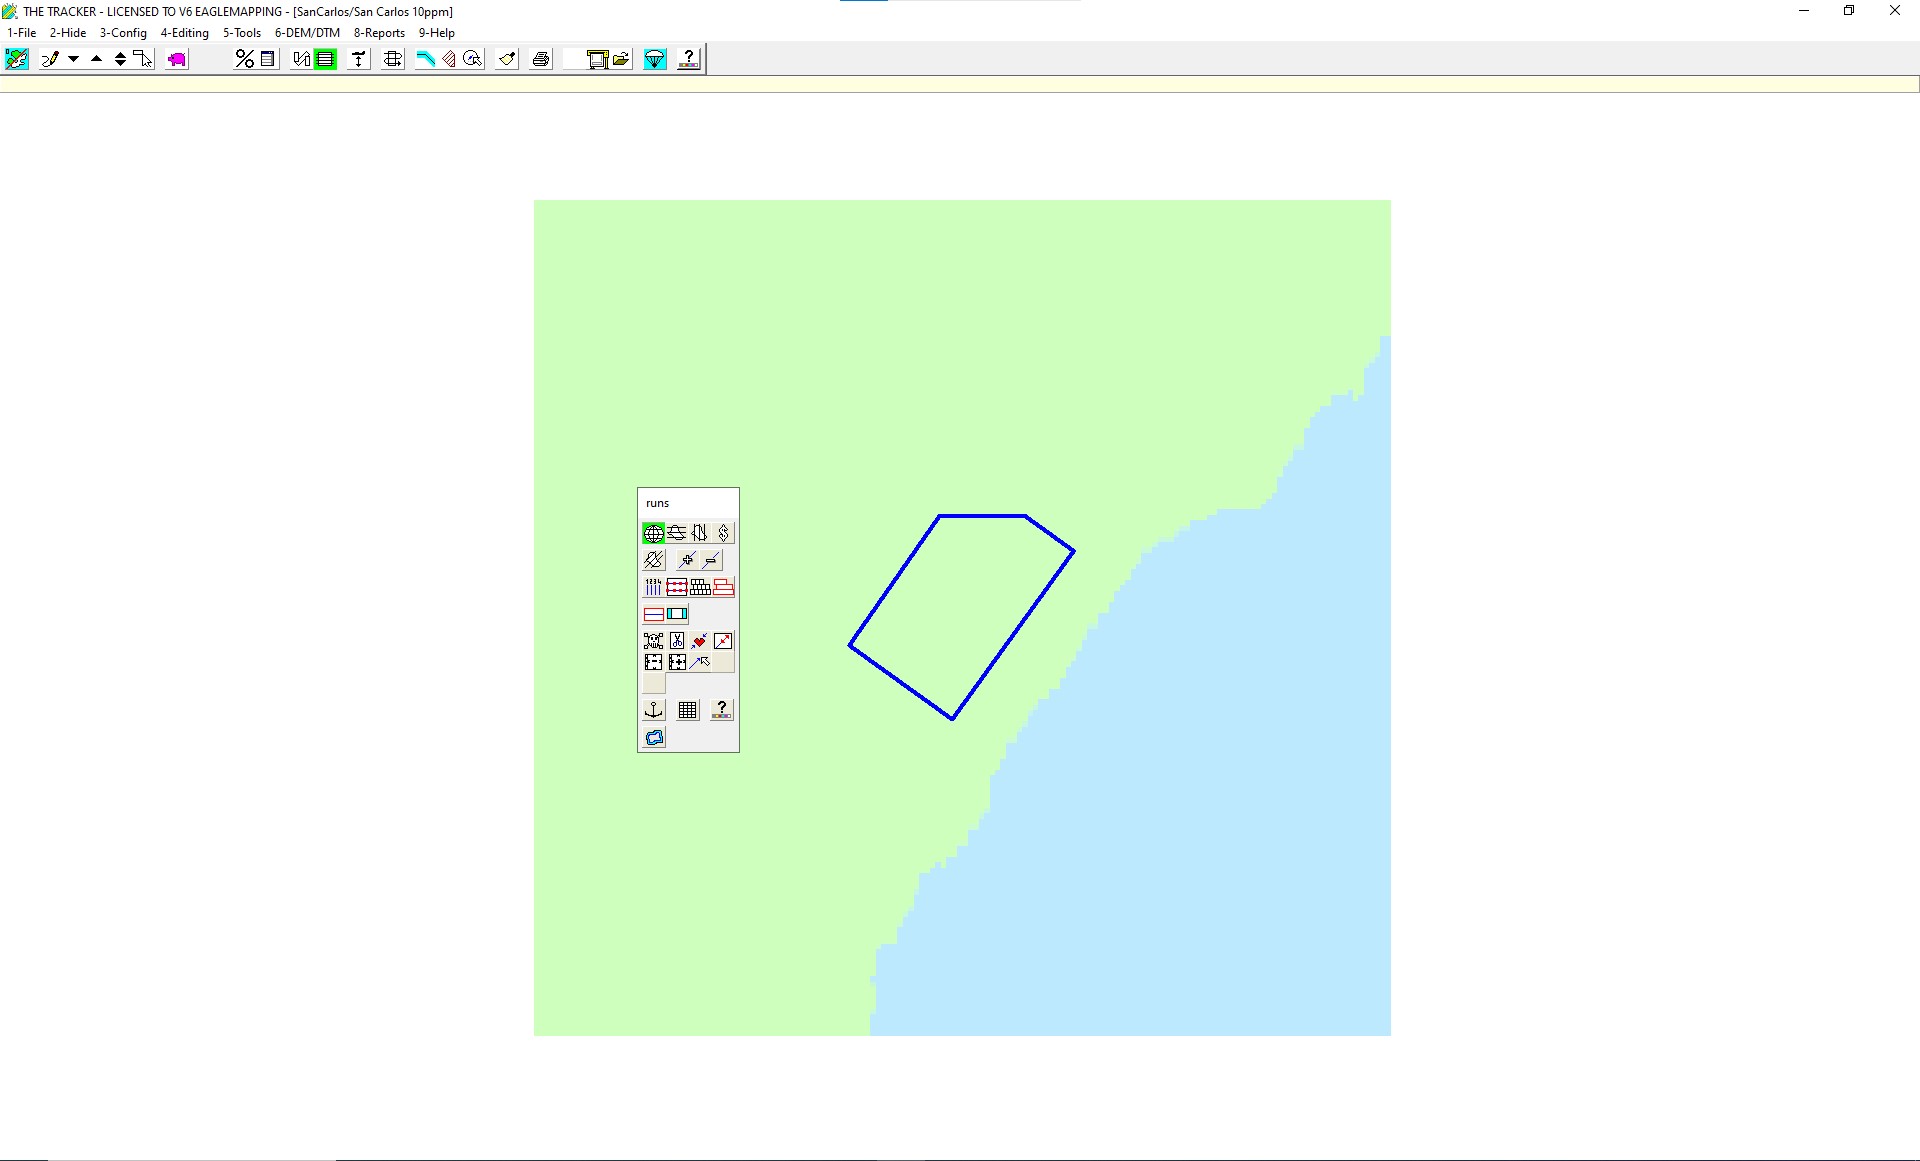 THE TRACKER - LICENSED TO V6 EAGLEMAPPING - [SanCarlos/San Carlos 10ppm]
1-File 2-Hide 3-Config 4-Editing 5-Tools 6-DEM/DTM 8-Reports 9-Help
%
?
runs
1234
?